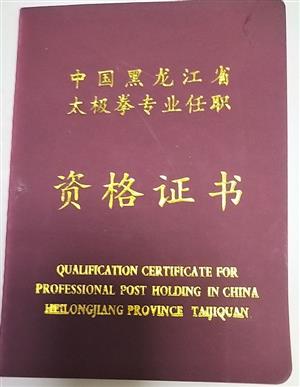 中国黑龙江省
太极拳专业任职
资格证书
QUALIFICATION CERTIFICATE FOR
PROFESSIONAL POST HOLDING IN CHINA
HEILONGJIANG PROVINCE TAIJIQUAN